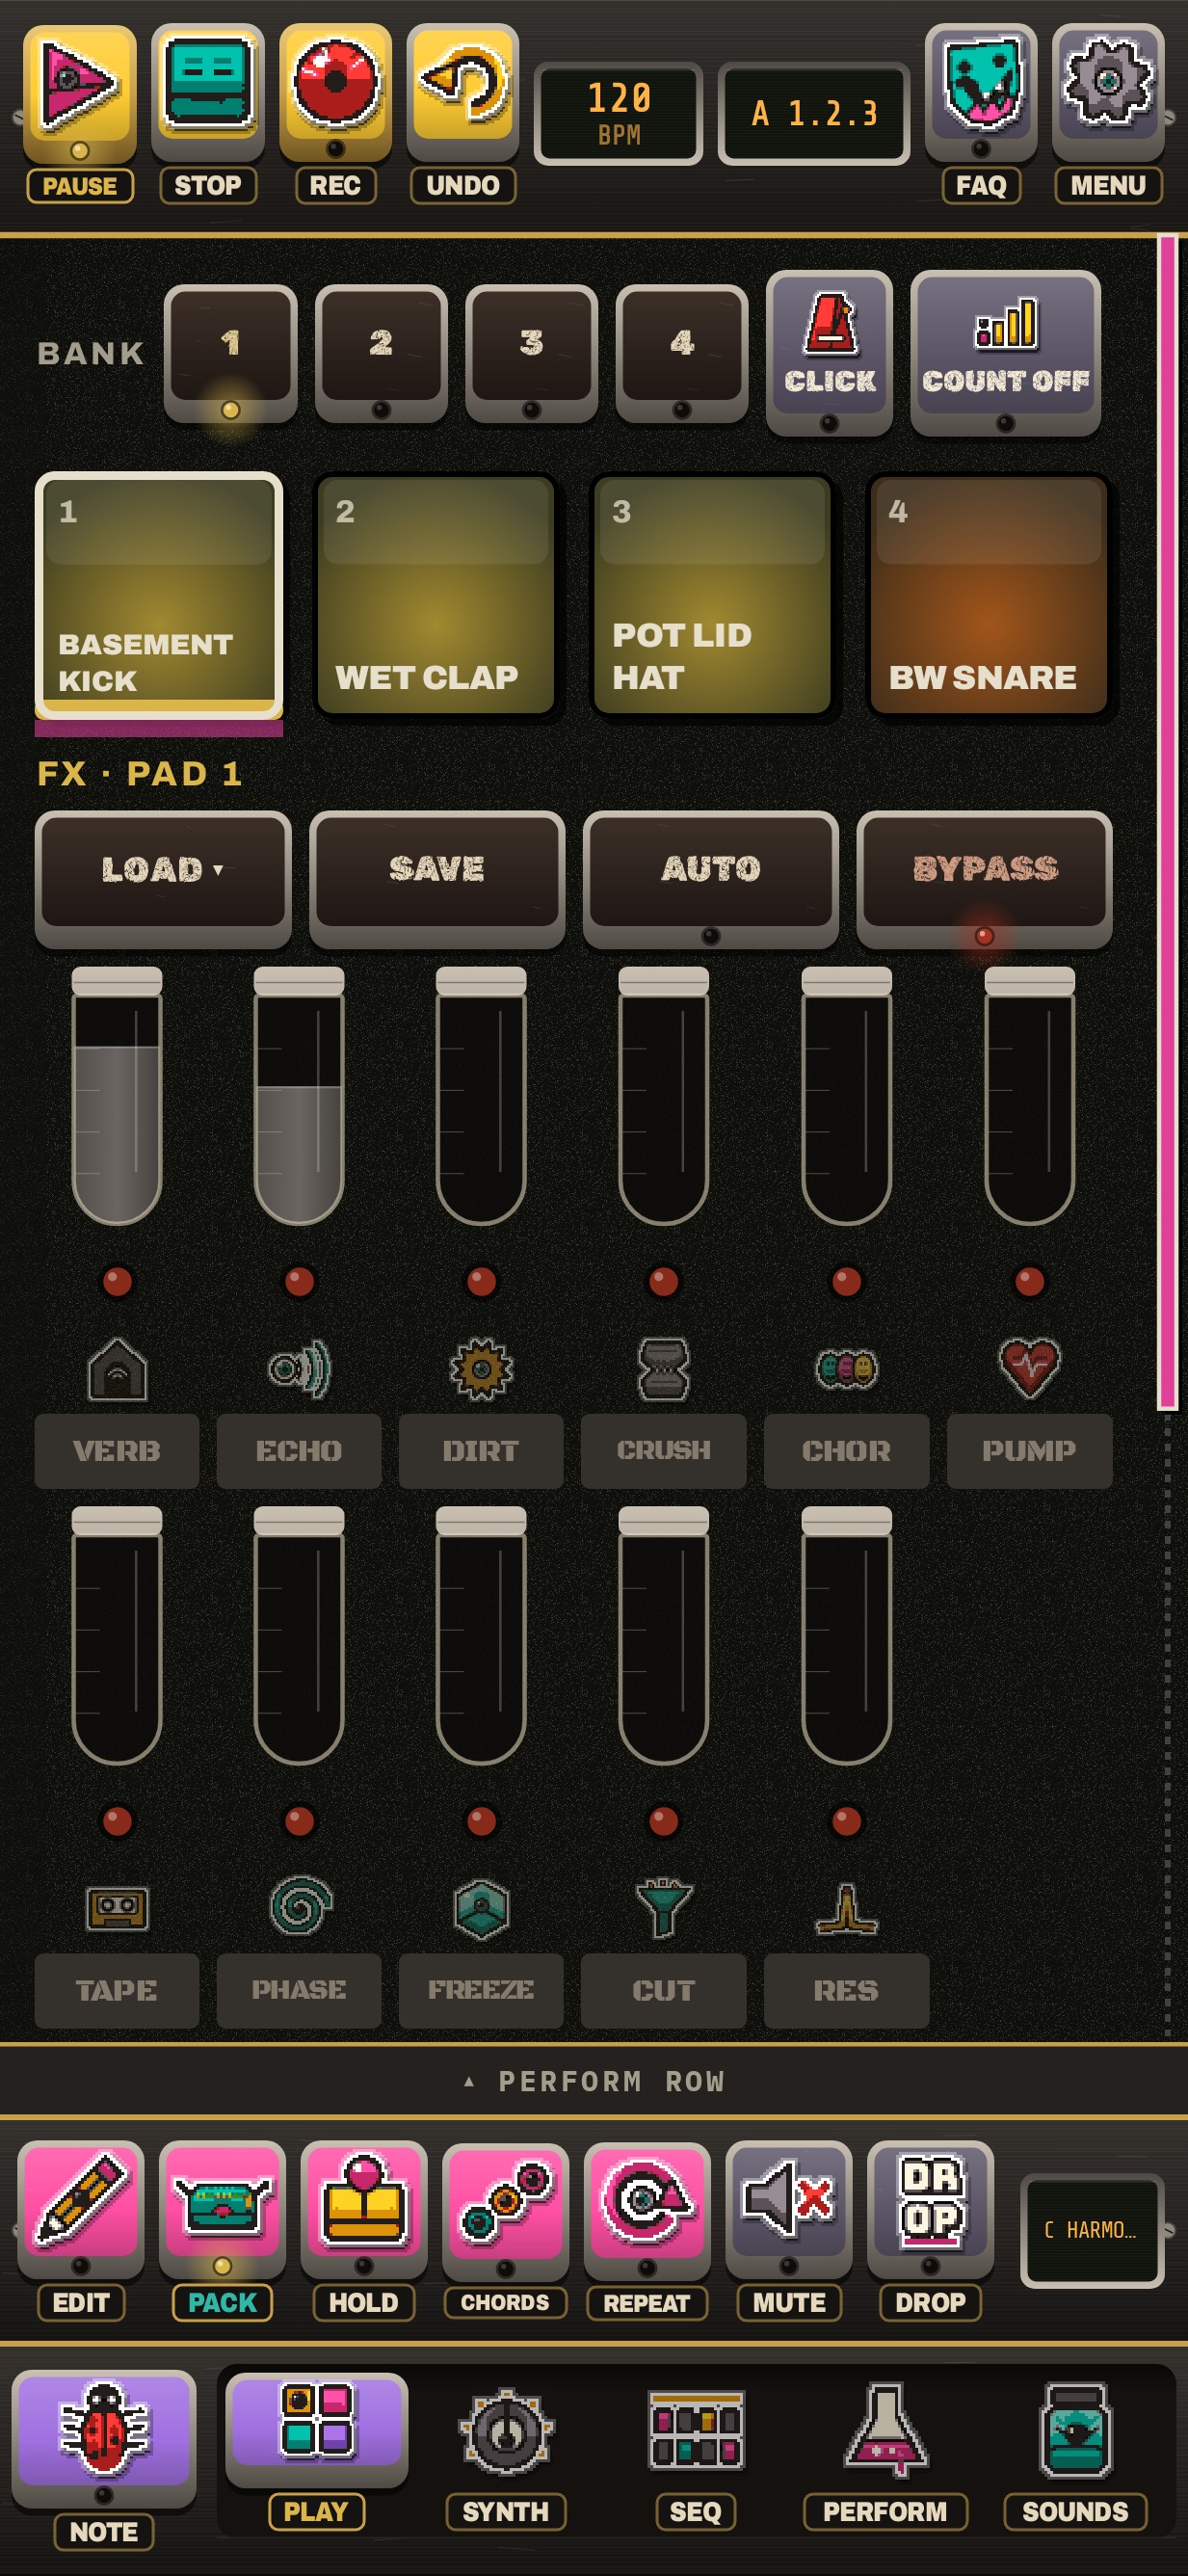 120
BPM
A 1.2.3
PAUSE
STOP
REC
UNDO
FAQ
MENU
BANK
1
2
3
4
CLICK
COUNT OFF
1
2
3
4
BASEMENT
KICK
WET CLAP
POT LID
HAT
BW SNARE
FX · PAD 1
LOAD ▾
SAVE
AUTO
BYPASS
VERB
ECHO
DIRT
CRUSH
CHOR
PUMP
TAPE
PHASE
FREEZE
CUT
RES
▴ PERFORM ROW
DR
OP
C HARMO…
EDIT
PACK
HOLD
CHORDS
REPEAT
MUTE
DROP
NOTE
PLAY
SYNTH
SEQ
PERFORM
SOUNDS